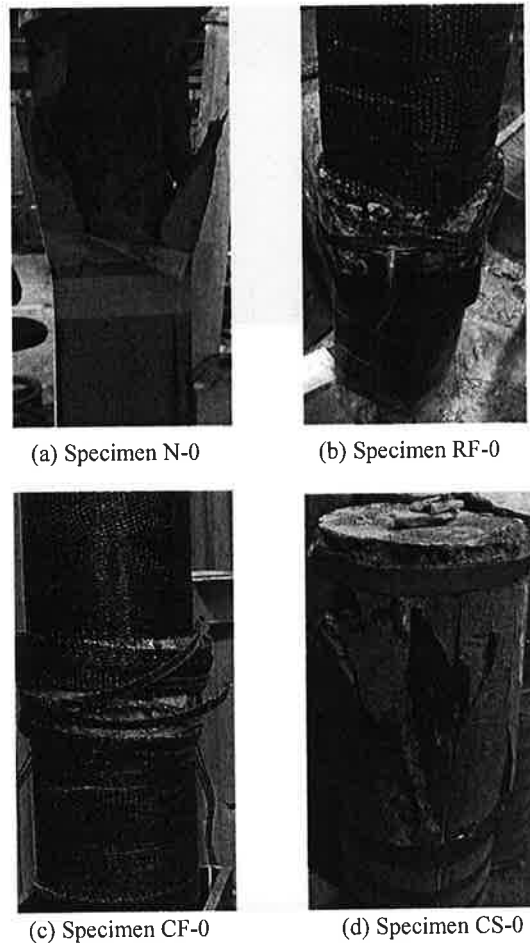 (a) Specimen N-0
(b) Specimen RF-0
(c) Specimen CF-0
(d) Specimen CS-0